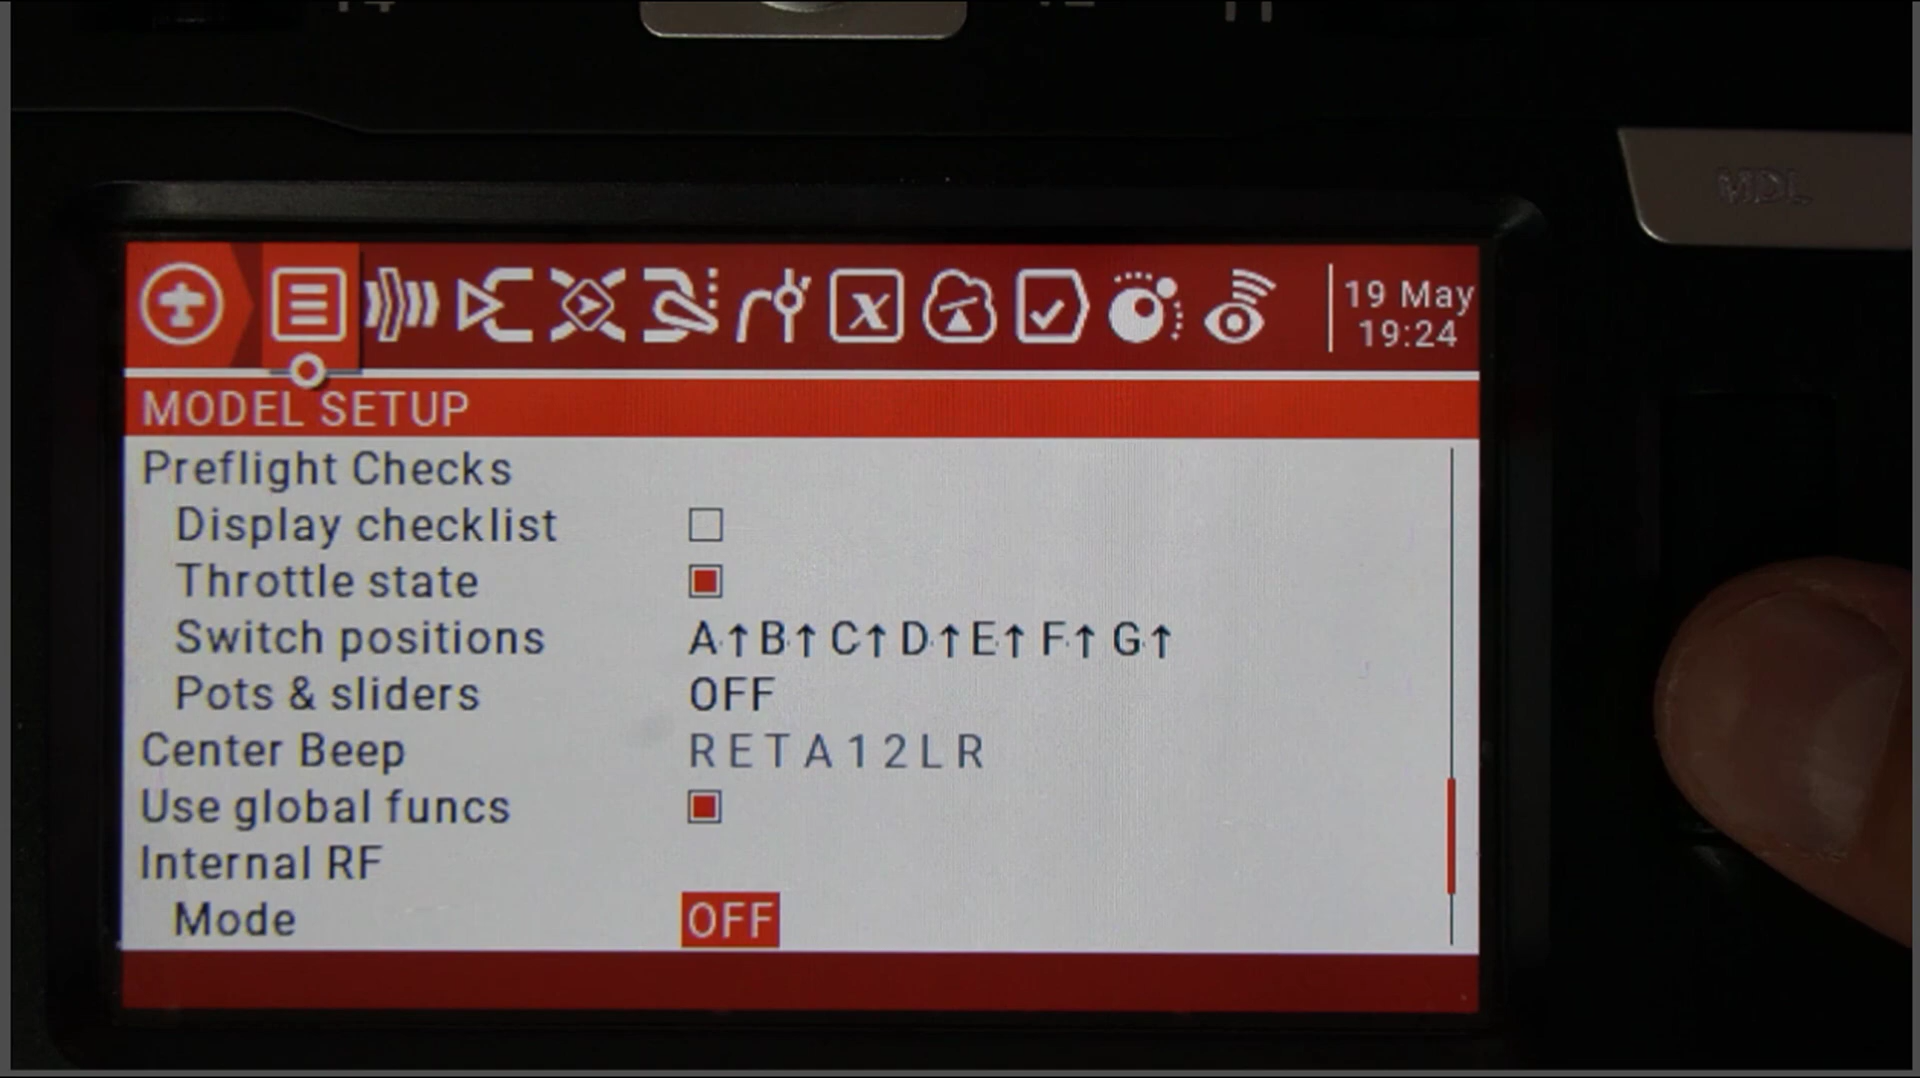 MDL
19 May
19:24
MODEL SETUP
Preflight Checks
Display checklist
Throttle state
Switch positions A↑B↑C↑D↑E↑F↑G↑
Pots & sliders OFF
Center Beep RETA12LR
Use global funcs
Internal RF
Mode OFF